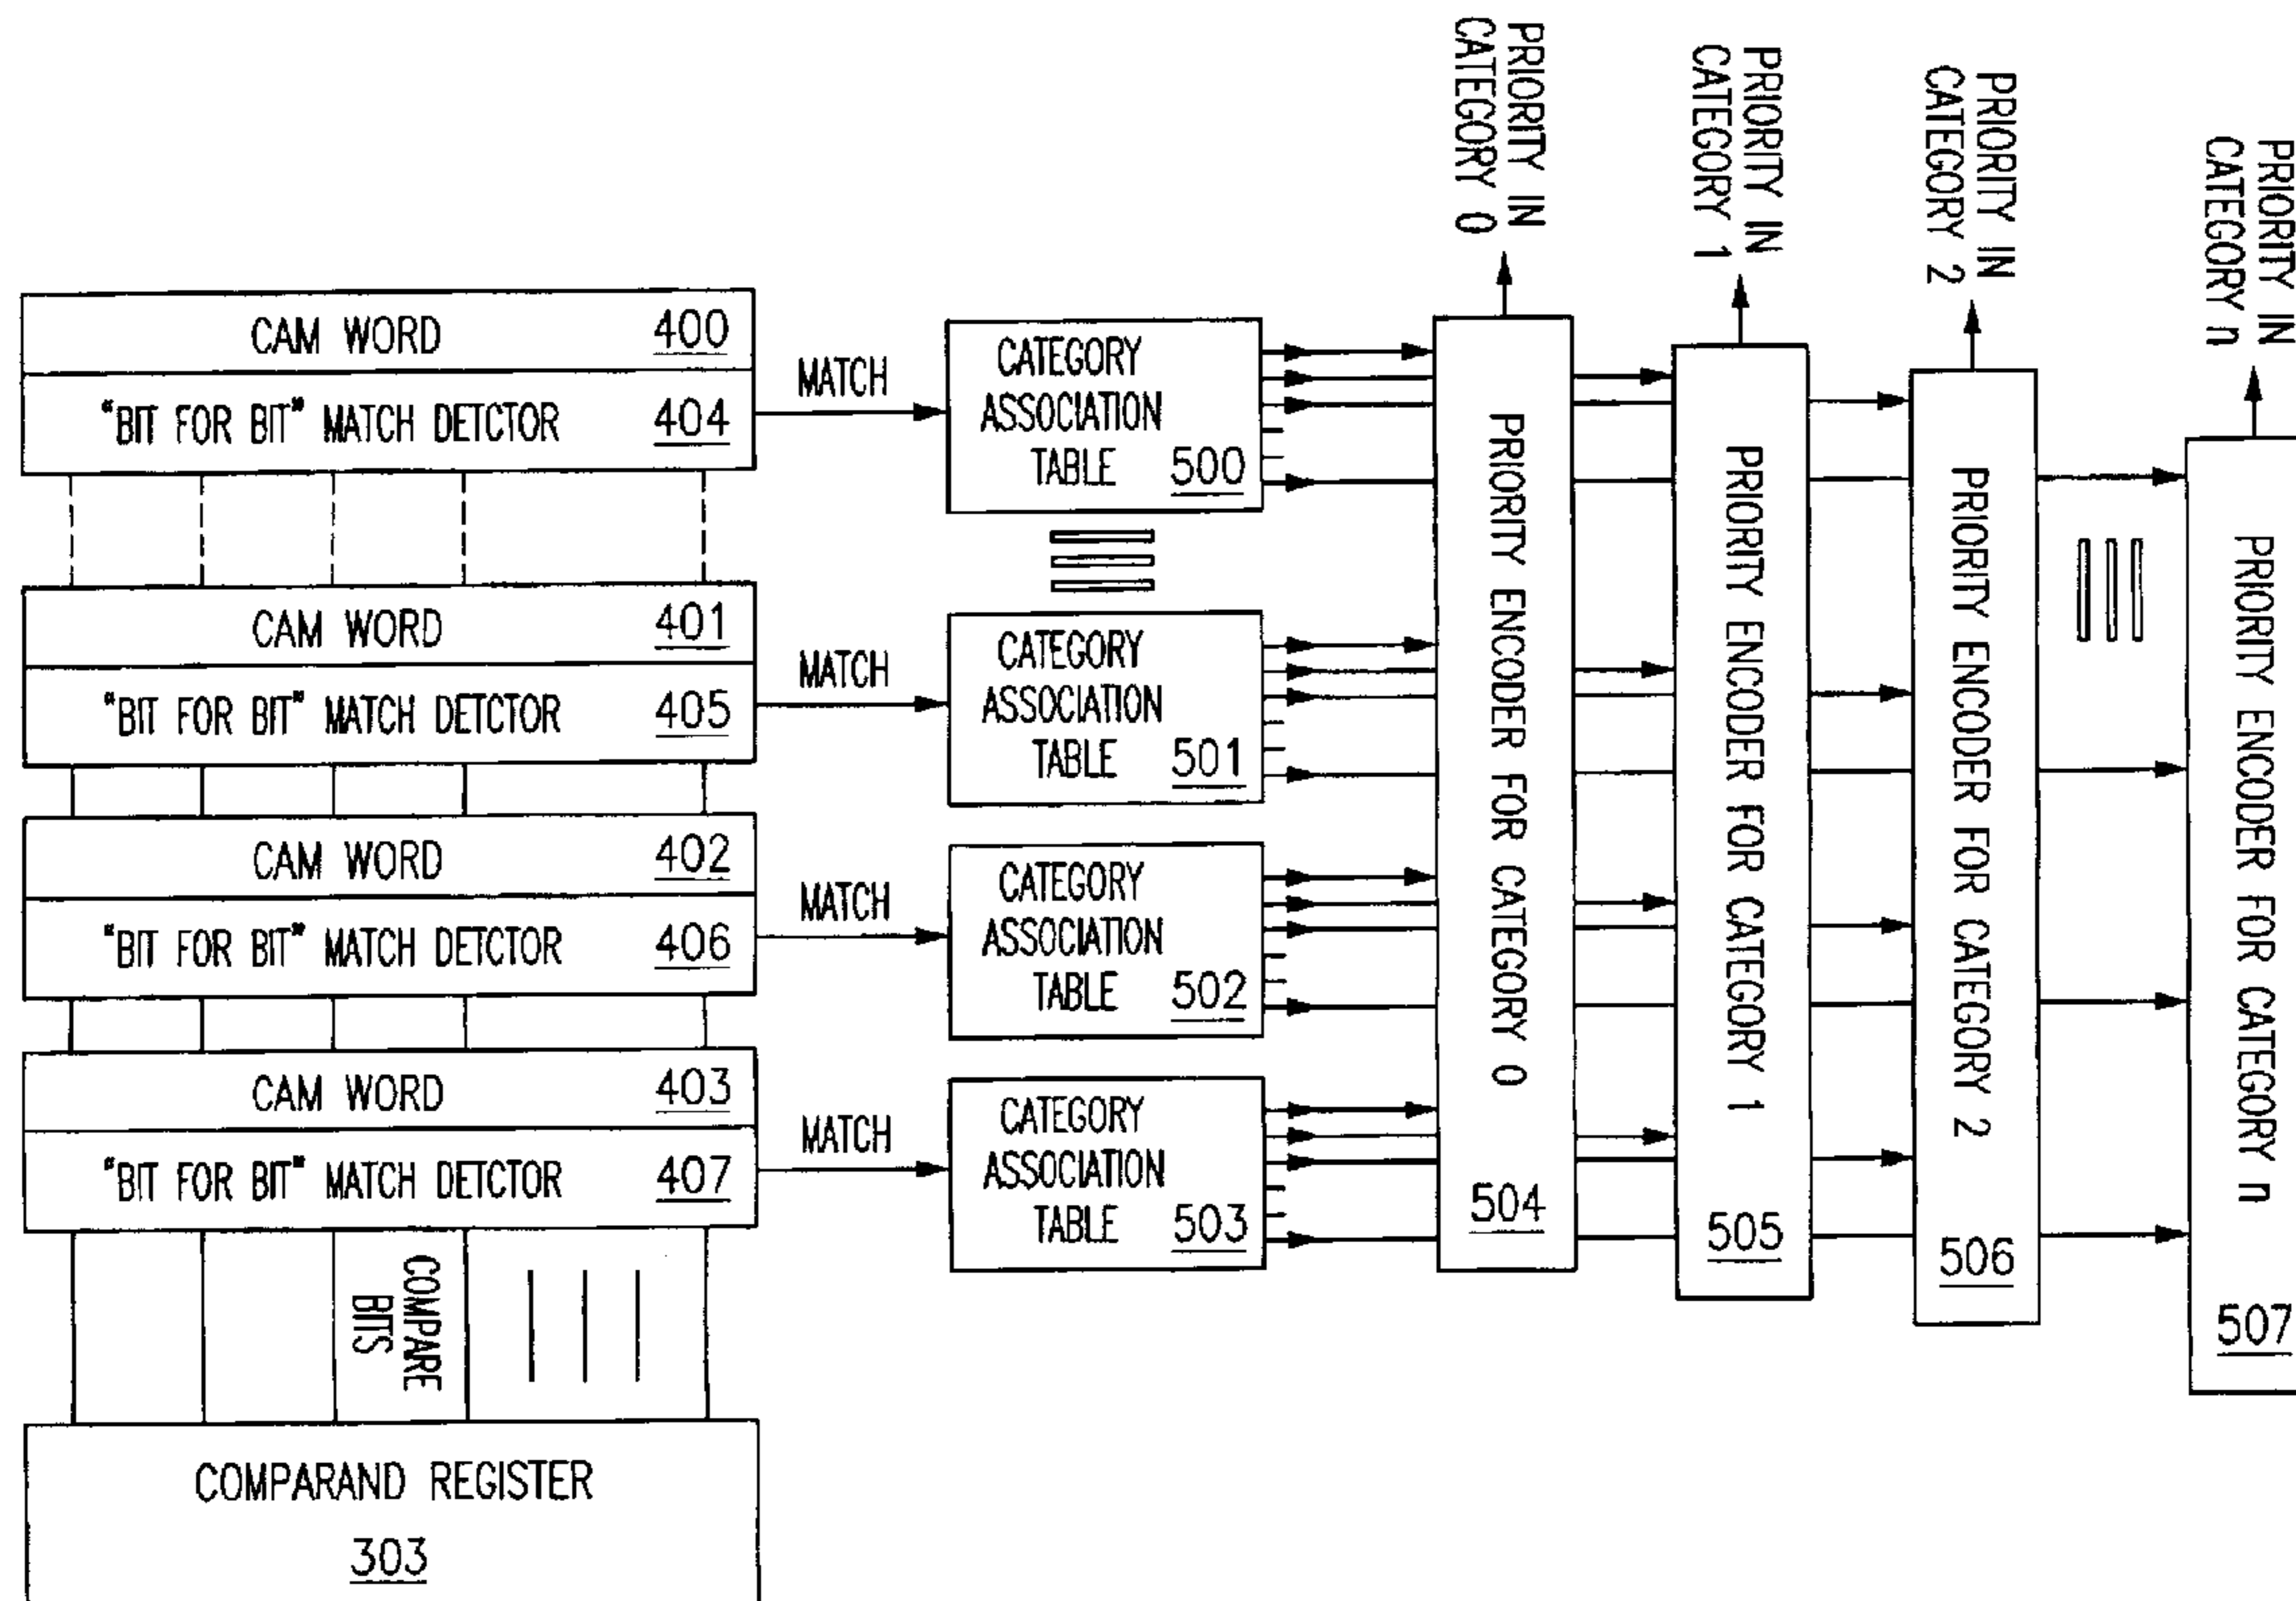 CAM WORD 400
"BIT FOR BIT" MATCH DETCTOR 404
MATCH
CATEGORY
ASSOCIATION
TABLE 500
CAM WORD 401
"BIT FOR BIT" MATCH DETCTOR 405
MATCH
CATEGORY
ASSOCIATION
TABLE 501
CAM WORD 402
"BIT FOR BIT" MATCH DETCTOR 406
MATCH
CATEGORY
ASSOCIATION
TABLE 502
CAM WORD 403
"BIT FOR BIT" MATCH DETCTOR 407
MATCH
CATEGORY
ASSOCIATION
TABLE 503
COMPARE
BITS
COMPARAND REGISTER
303
PRIORITY IN
CATEGORY 0
PRIORITY ENCODER FOR CATEGORY 0
504
PRIORITY IN
CATEGORY 1
PRIORITY ENCODER FOR CATEGORY 1
505
PRIORITY IN
CATEGORY 2
PRIORITY ENCODER FOR CATEGORY 2
506
PRIORITY IN
CATEGORY n
PRIORITY ENCODER FOR CATEGORY n
507